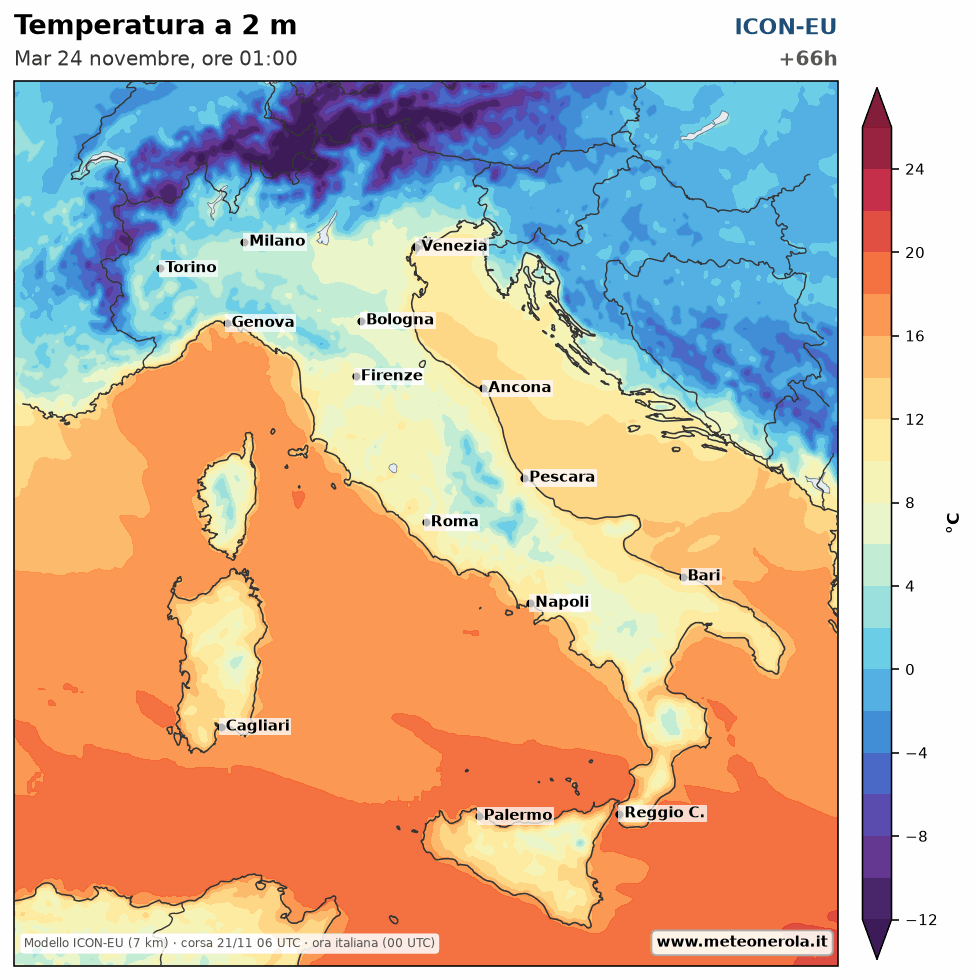 Temperatura a 2 m
ICON-EU
Mar 24 novembre, ore 01:00
+66h
24
20
16
12
8
4
0
−4
−8
−12
°C
Milano
Venezia
Torino
Genova
Bologna
Firenze
Ancona
Pescara
Roma
Bari
Napoli
Cagliari
Palermo
Reggio C.
Modello ICON-EU (7 km) · corsa 21/11 06 UTC · ora italiana (00 UTC)
www.meteonerola.it